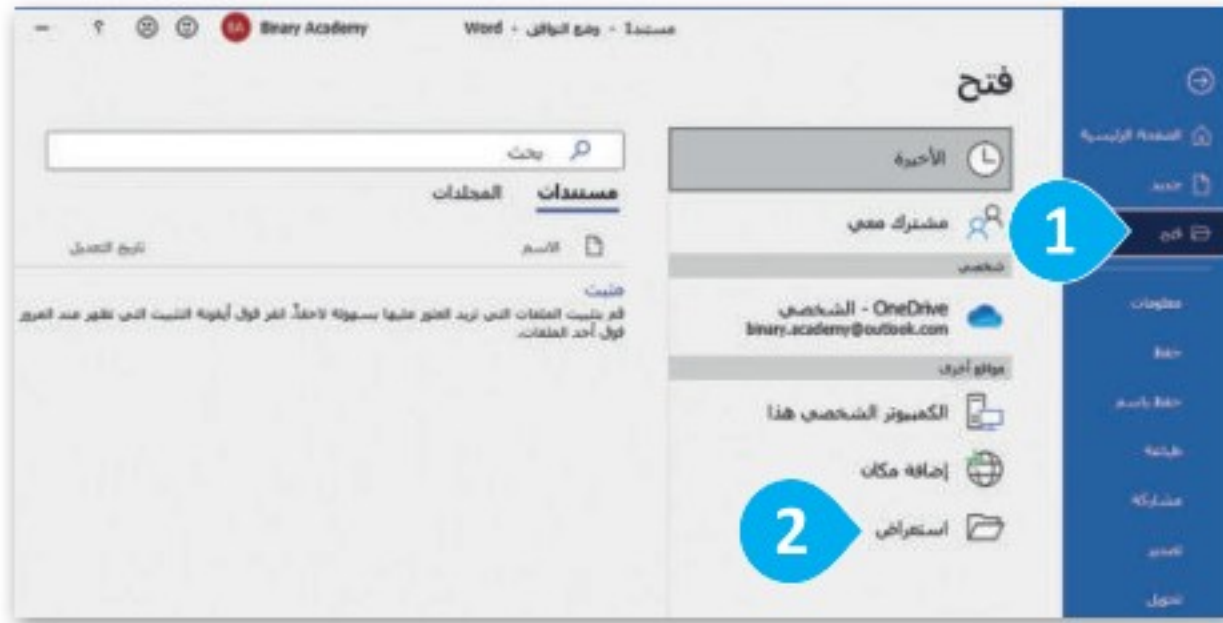 مستند1 - وضع التوافق - Word
Binary Academy
BA
؟
فتح
الصفحة الرئيسية
جديد
فتح
معلومات
حفظ
حفظ باسم
طباعة
مشاركة
تصدير
تحويل
1
الأخيرة
مشترك معي
شخصي
OneDrive - الشخصي
binary.academy@outlook.com
مواقع أخرى
الكمبيوتر الشخصي هذا
إضافة مكان
استعراض
2
بحث
مستندات المجلدات
الاسم تاريخ التعديل
مثبت
قم بتثبيت الملفات التي تريد العثور عليها بسهولة لاحقاً. انقر فوق أيقونة التثبيت التي تظهر عند المرور
فوق أحد الملفات.